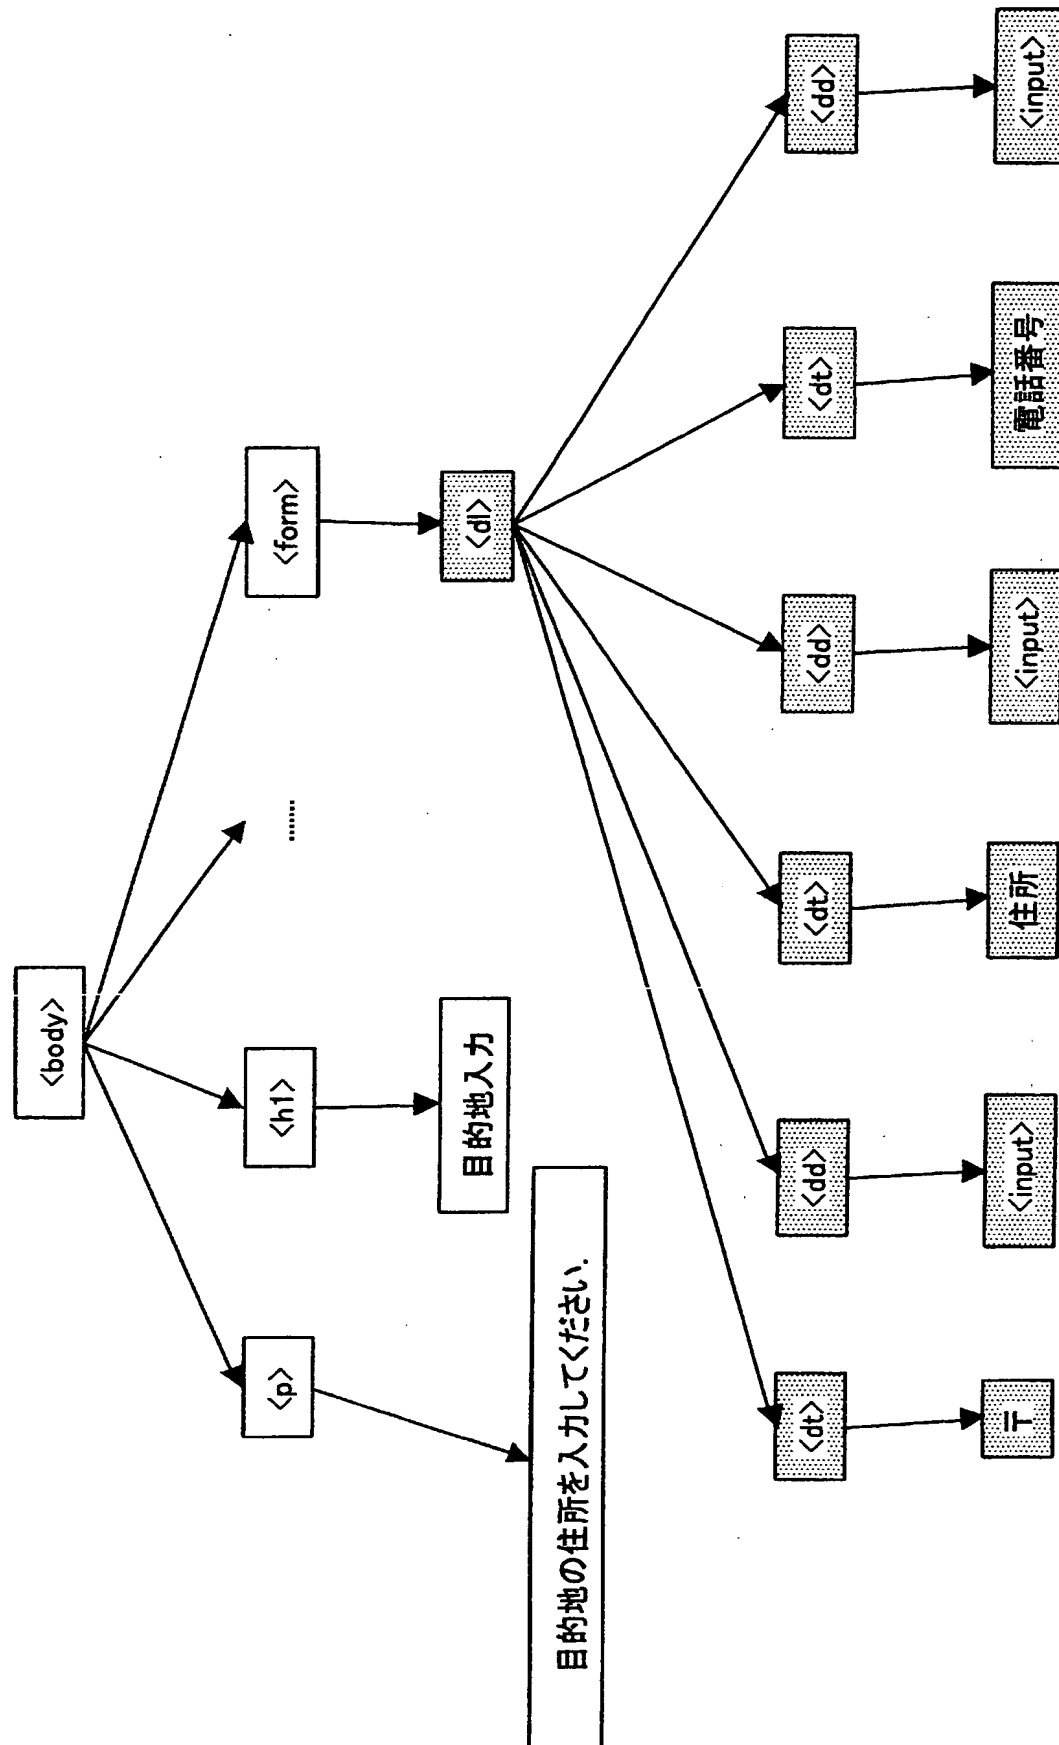 <body>
<p>
<h1>
......
<form>
目的地入力
<dl>
目的地の住所を入力してください.
<dt>
<dd>
<dt>
<dd>
<dt>
<dd>
〒
<input>
住所
<input>
電話番号
<input>